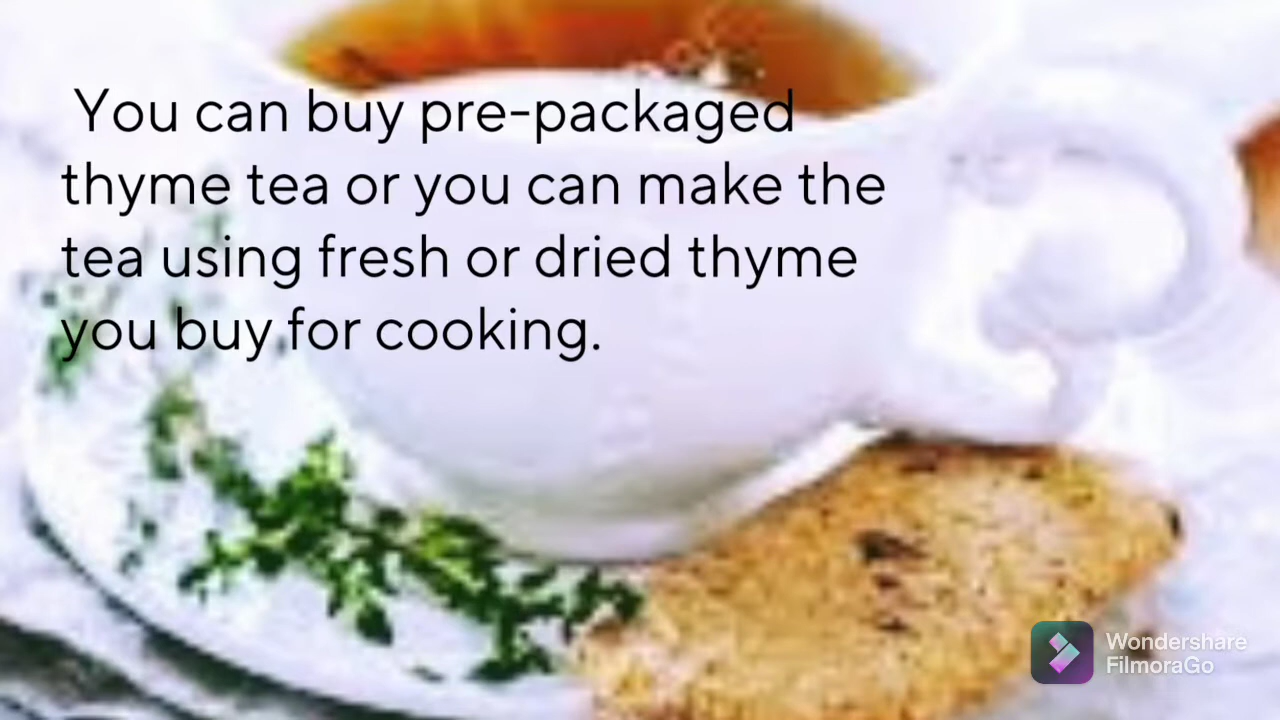 You can buy pre-packaged
thyme tea or you can make the
tea using fresh or dried thyme
you buy for cooking.
Wondershare
FilmoraGo